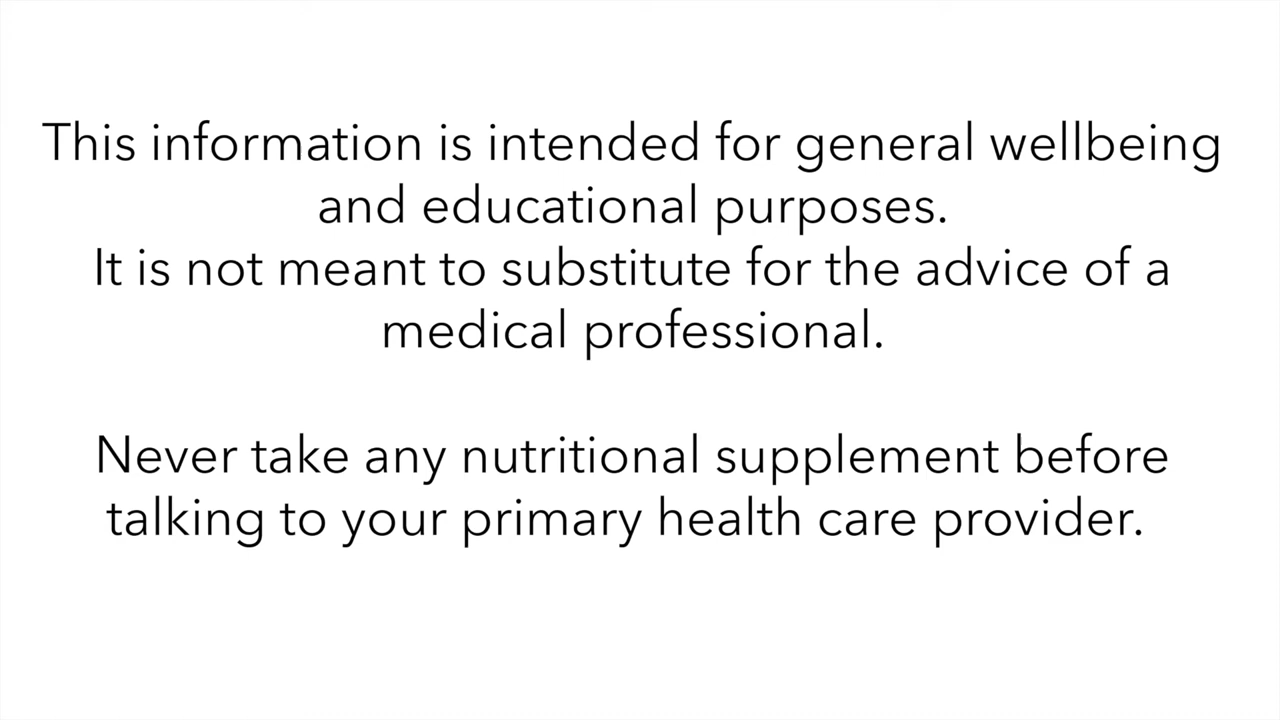 This information is intended for general wellbeing
and educational purposes.
It is not meant to substitute for the advice of a
medical professional.
Never take any nutritional supplement before
talking to your primary health care provider.